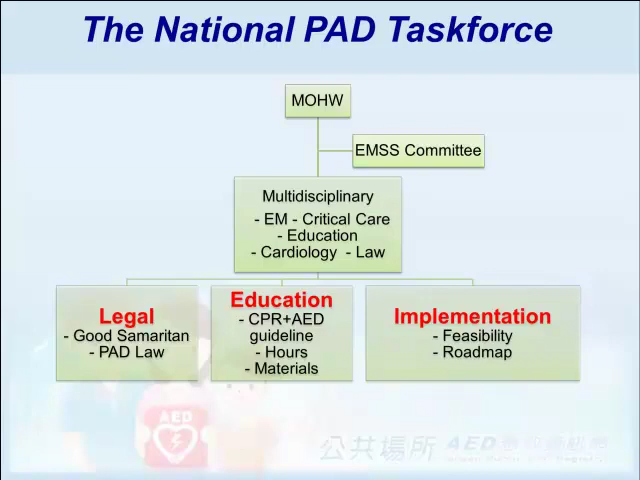 The National PAD Taskforce
MOHW
EMSS Committee
Multidisciplinary
- EM - Critical Care
- Education
- Cardiology - Law
Legal
- Good Samaritan
- PAD Law
Education
- CPR+AED
guideline
- Hours
- Materials
Implementation
- Feasibility
- Roadmap
AED
公共場所 AED